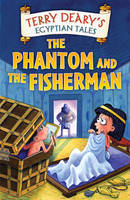 TERRY DEARY'S
EGYPTIAN TALES
THE
PHANTOM AND
THE FISHERMAN